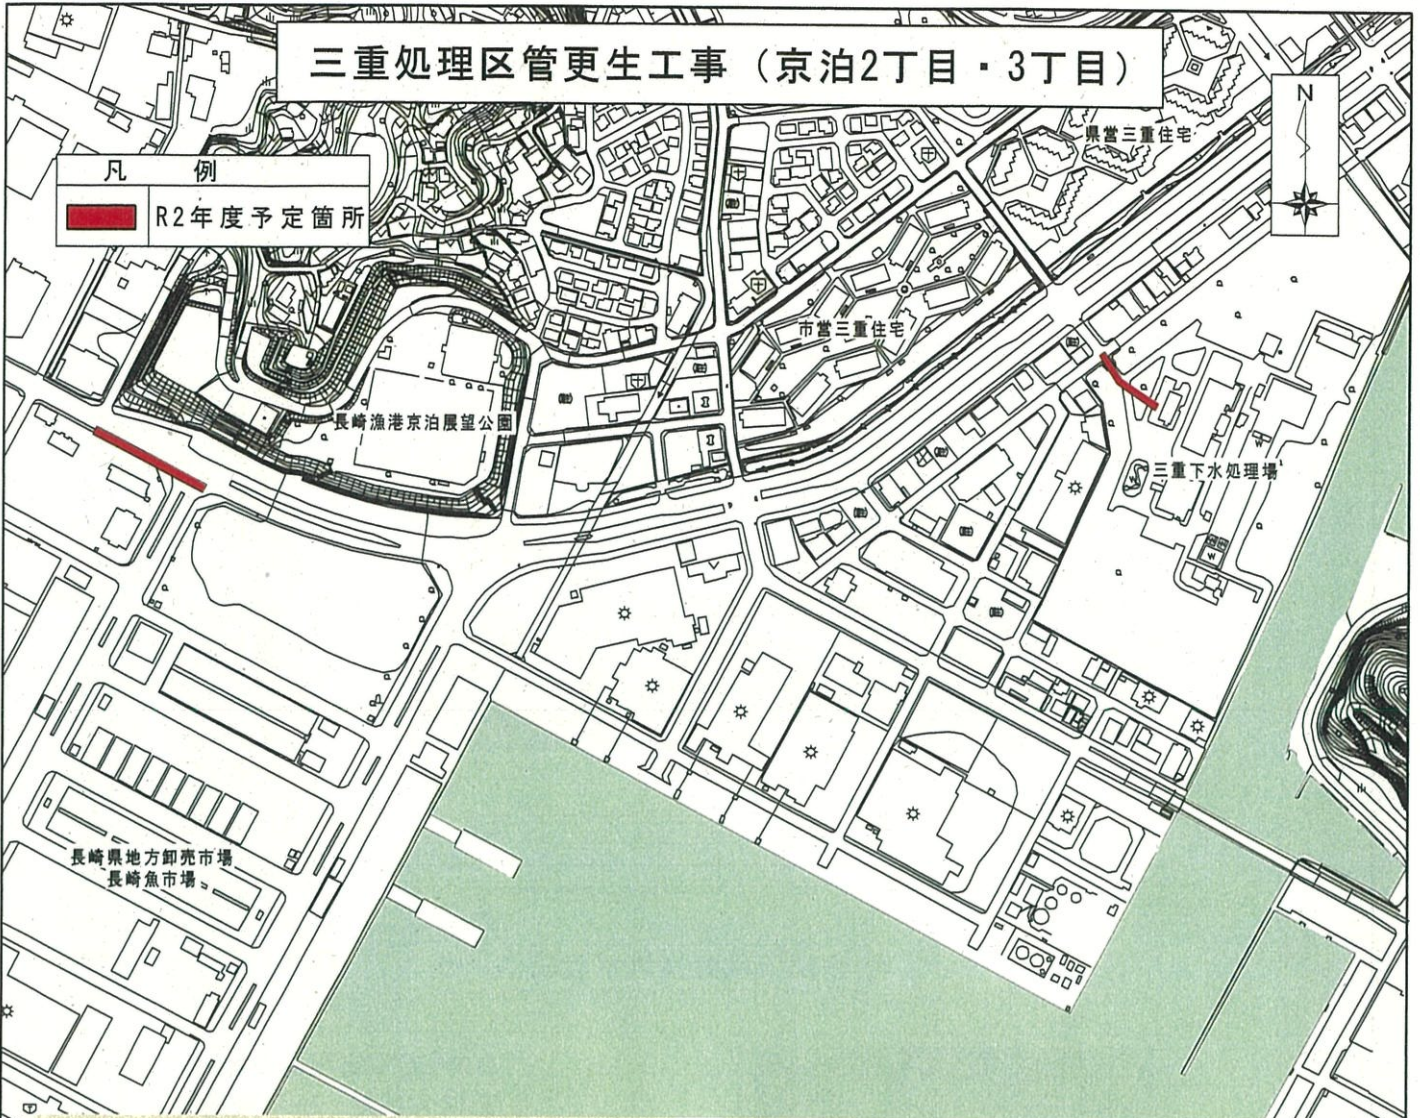 三重処理区管更生工事（京泊2丁目・3丁目）
N
県営三重住宅
凡 例
R2年度予定箇所
市営三重住宅
長崎漁港京泊展望公園
三重下水処理場
長崎県地方卸売市場
長崎魚市場